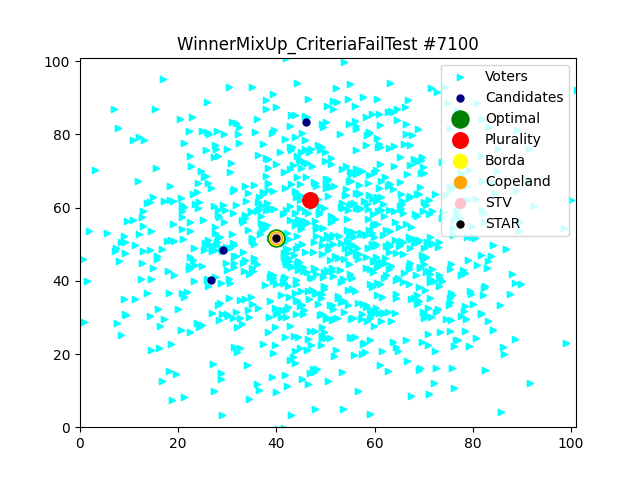 WinnerMixUp_CriteriaFailTest #7100
100
80
60
40
20
0
0
20
40
60
80
100
Voters
Candidates
Optimal
Plurality
Borda
Copeland
STV
STAR